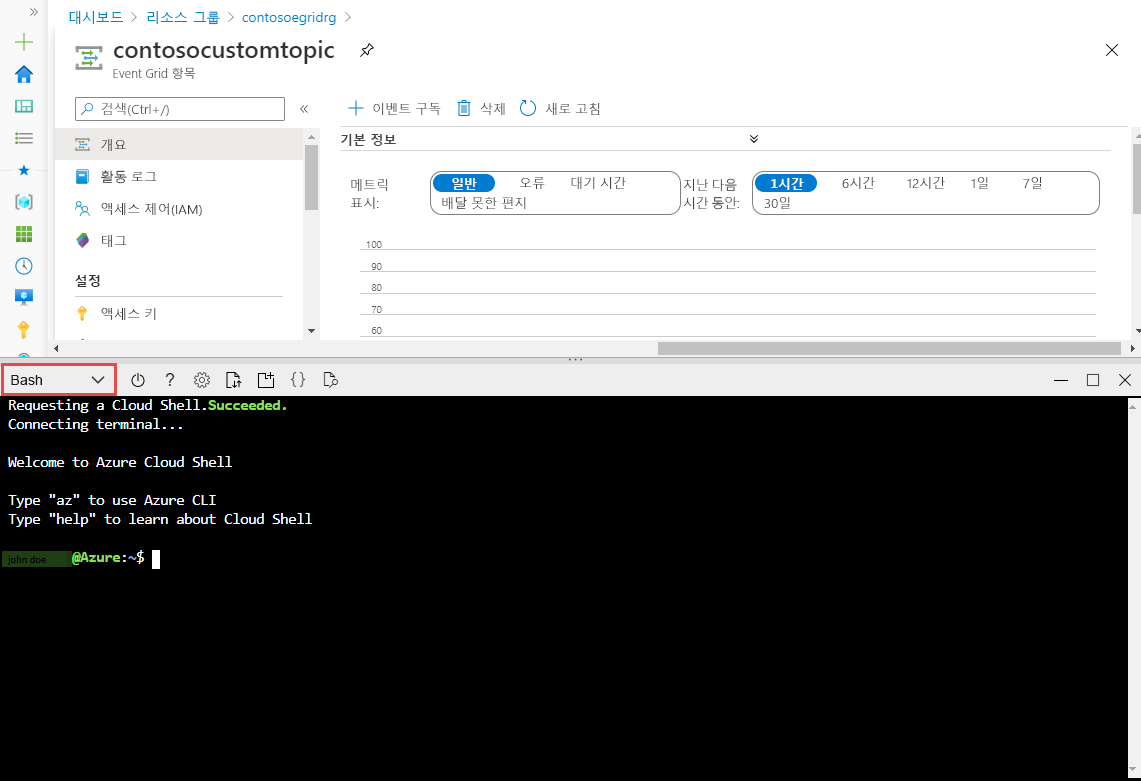 대시보드 > 리소스 그룹 > contosoegridrg >
contosocustomtopic
Event Grid 항목
검색(Ctrl+/)
개요
활동 로그
액세스 제어(IAM)
태그
설정
액세스 키
이벤트 구독 삭제 새로 고침
기본 정보
메트릭
표시:
일반 오류 대기 시간
배달 못한 편지
지난 다음
시간 동안:
1시간 6시간 12시간 1일 7일
30일
100
90
80
70
60
Bash
Requesting a Cloud Shell.Succeeded.
Connecting terminal...
Welcome to Azure Cloud Shell
Type "az" to use Azure CLI
Type "help" to learn about Cloud Shell
john doe@Azure:~$